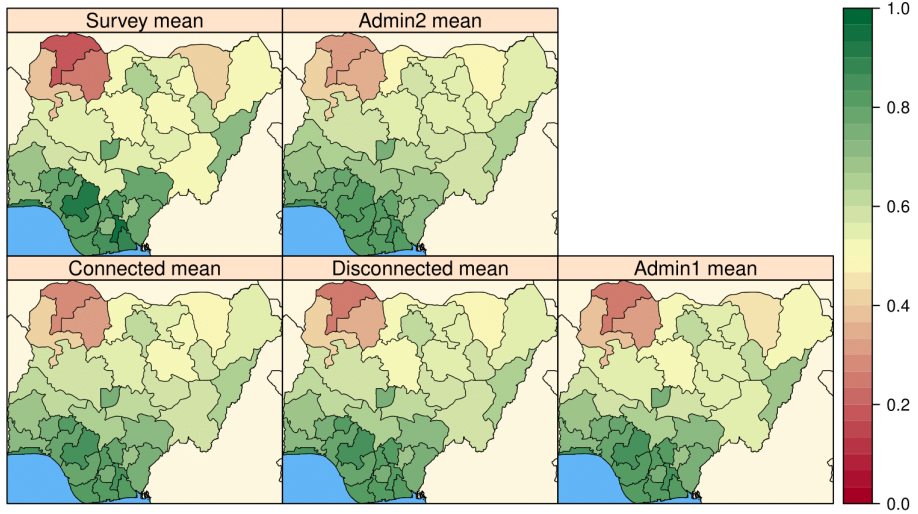 Survey mean
Admin2 mean
Connected mean
Disconnected mean
Admin1 mean
1.0
0.8
0.6
0.4
0.2
0.0